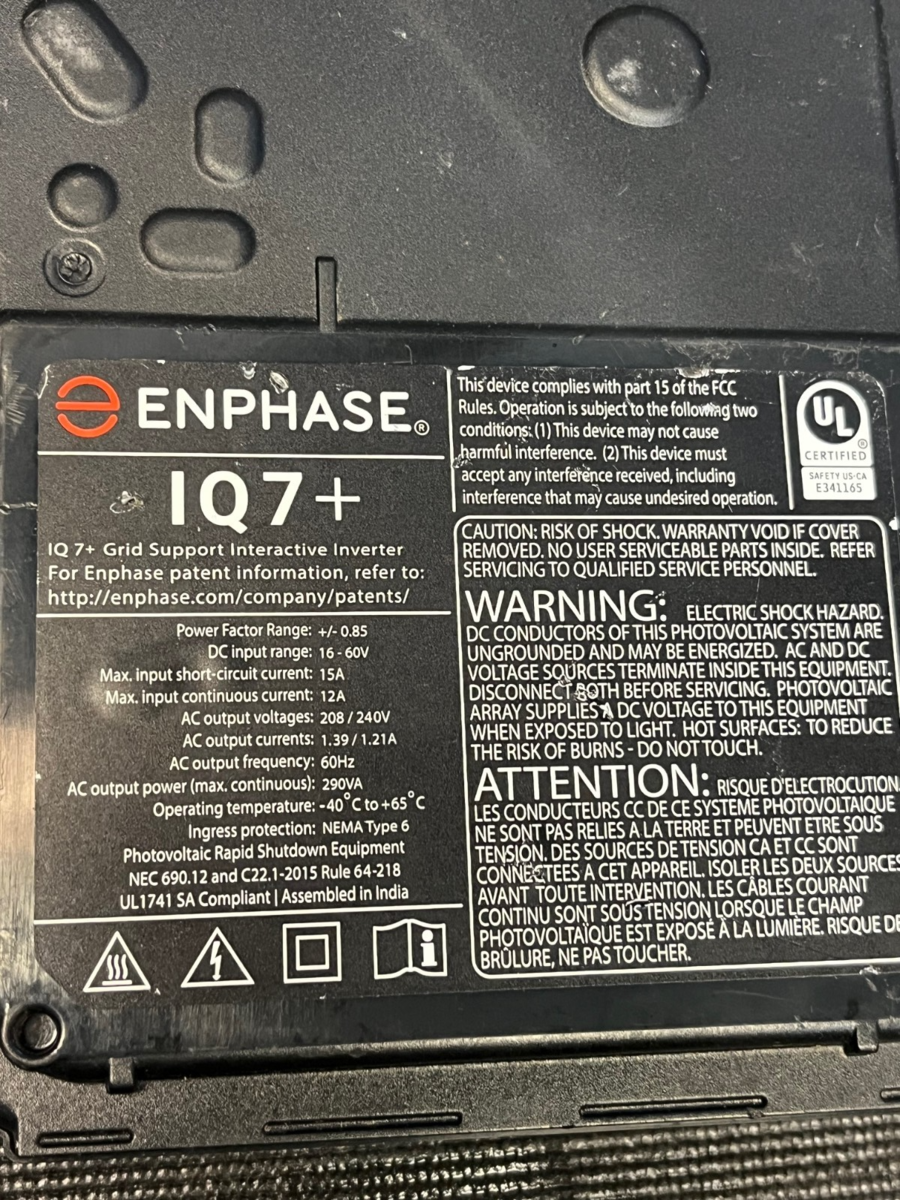 ENPHASE®
IQ7+
IQ 7+ Grid Support Interactive Inverter
For Enphase patent information, refer to:
http://enphase.com/company/patents/
Power Factor Range: +/- 0.85
DC input range: 16 - 60V
Max. input short-circuit current: 15A
Max. input continuous current: 12A
AC output voltages: 208 / 240V
AC output currents: 1.39 / 1.21A
AC output frequency: 60Hz
AC output power (max. continuous): 290VA
Operating temperature: -40°C to +65°C
Ingress protection: NEMA Type 6
Photovoltaic Rapid Shutdown Equipment
NEC 690.12 and C22.1-2015 Rule 64-218
UL1741 SA Compliant | Assembled in India
This device complies with part 15 of the FCC
Rules. Operation is subject to the following two
conditions: (1) This device may not cause
harmful interference. (2) This device must
accept any interference received, including
interference that may cause undesired operation.
UL®
CERTIFIED
SAFETY US-CA
E341165
CAUTION: RISK OF SHOCK. WARRANTY VOID IF COVER
REMOVED. NO USER SERVICEABLE PARTS INSIDE. REFER
SERVICING TO QUALIFIED SERVICE PERSONNEL.
WARNING: ELECTRIC SHOCK HAZARD.
DC CONDUCTORS OF THIS PHOTOVOLTAIC SYSTEM ARE
UNGROUNDED AND MAY BE ENERGIZED. AC AND DC
VOLTAGE SOURCES TERMINATE INSIDE THIS EQUIPMENT.
DISCONNECT BOTH BEFORE SERVICING. PHOTOVOLTAIC
ARRAY SUPPLIES A DC VOLTAGE TO THIS EQUIPMENT
WHEN EXPOSED TO LIGHT. HOT SURFACES: TO REDUCE
THE RISK OF BURNS - DO NOT TOUCH.
ATTENTION: RISQUE D'ELECTROCUTION.
LES CONDUCTEURS CC DE CE SYSTEME PHOTOVOLTAIQUE
NE SONT PAS RELIES A LA TERRE ET PEUVENT ETRE SOUS
TENSION. DES SOURCES DE TENSION CA ET CC SONT
CONNECTEES A CET APPAREIL. ISOLER LES DEUX SOURCES
AVANT TOUTE INTERVENTION. LES CÂBLES COURANT
CONTINU SONT SOUS TENSION LORSQUE LE CHAMP
PHOTOVOLTAÏQUE EST EXPOSÉ À LA LUMIÈRE. RISQUE DE
BRÛLURE, NE PAS TOUCHER.